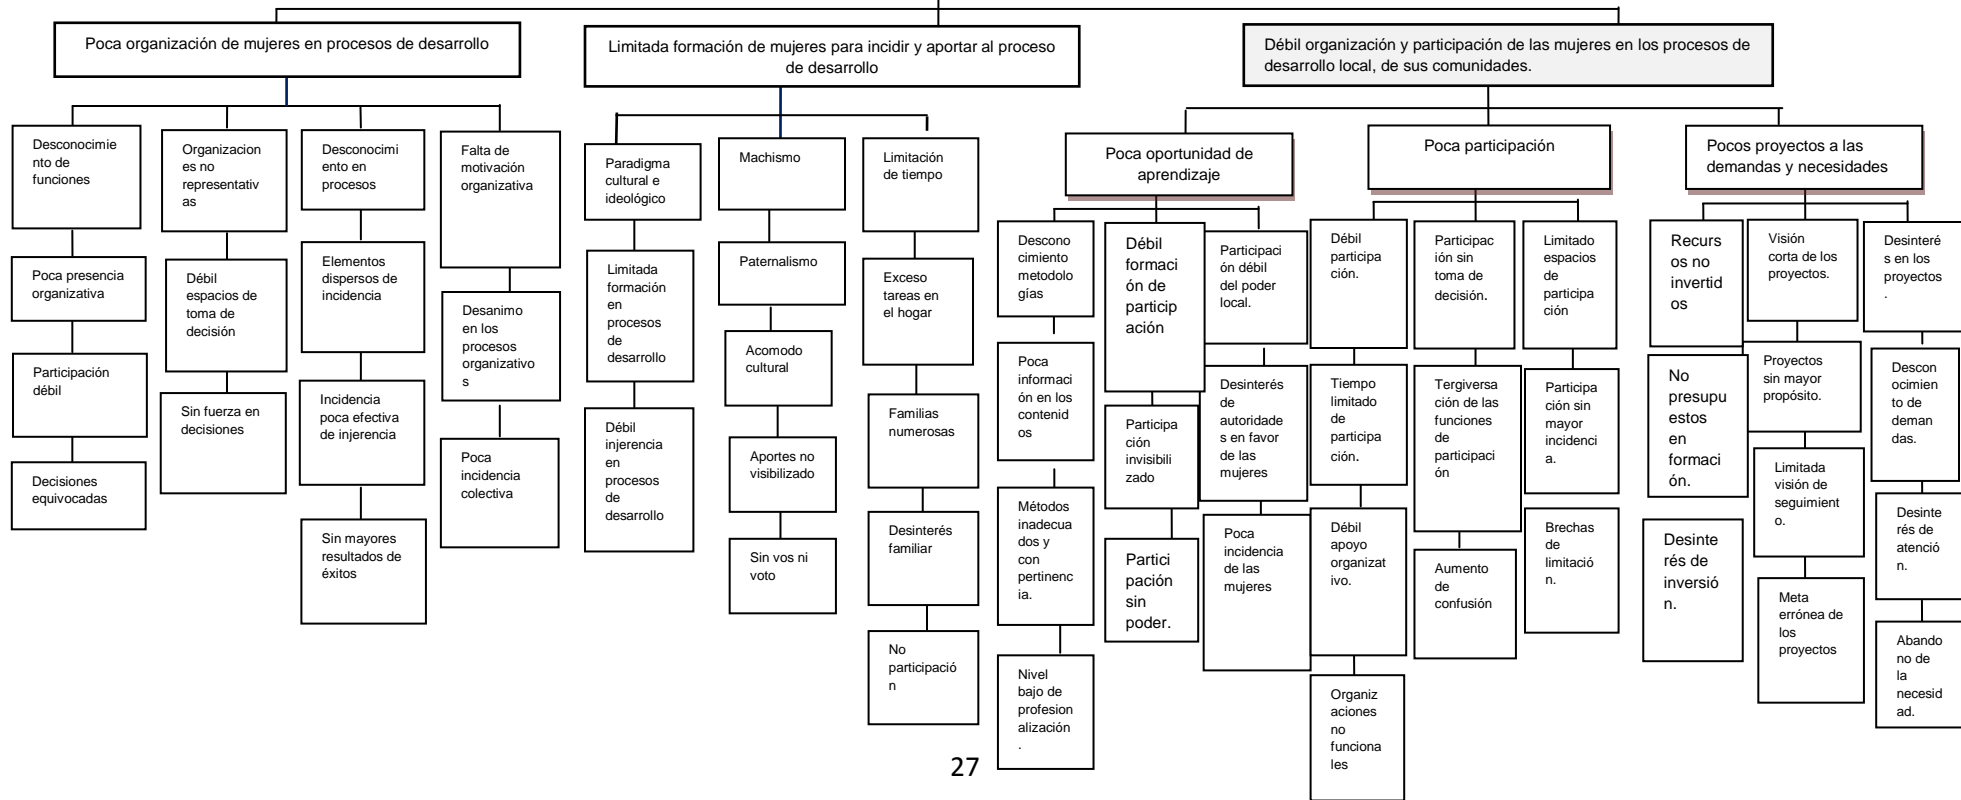 Poca organización de mujeres en procesos de desarrollo
Limitada formación de mujeres para incidir y aportar al proceso
de desarrollo
Débil organización y participación de las mujeres en los procesos de
desarrollo local, de sus comunidades.
Desconocimie
nto de
funciones
Poca presencia
organizativa
Participación
débil
Decisiones
equivocadas
Organizacion
es no
representativ
as
Débil
espacios de
toma de
decisión
Sin fuerza en
decisiones
Desconocimi
ento en
procesos
Elementos
dispersos de
incidencia
Incidencia
poca efectiva
de injerencia
Sin mayores
resultados de
éxitos
Falta de
motivación
organizativa
Desanimo
en los
procesos
organizativo
s
Poca
incidencia
colectiva
Paradigma
cultural e
ideológico
Limitada
formación
en
procesos
de
desarrollo
Débil
injerencia
en
procesos
de
desarrollo
Machismo
Paternalismo
Acomodo
cultural
Aportes no
visibilizado
Sin vos ni
voto
Limitación
de tiempo
Exceso
tareas en
el hogar
Familias
numerosas
Desinterés
familiar
No
participació
n
Poca oportunidad de
aprendizaje
Descono
cimiento
metodolo
gías
Poca
informaci
ón en los
contenid
os
Métodos
inadecua
dos y
con
pertinenc
ia.
Nivel
bajo de
profesion
alización
.
Débil
formaci
ón de
particip
ación
Participa
ción
invisibili
zado
Partici
pación
sin
poder.
Participaci
ón débil
del poder
local.
Desinterés
de
autoridade
s en favor
de las
mujeres
Poca
incidencia
de las
mujeres
Poca participación
Débil
participa
ción.
Tiempo
limitado
de
participa
ción.
Débil
apoyo
organizat
ivo.
Organiz
aciones
no
funciona
les
Participac
ión sin
toma de
decisión.
Tergiversa
ción de las
funciones
de
participaci
ón
Aumento
de
confusión
Limitado
espacios
de
participa
ción
Participa
ción sin
mayor
incidenci
a.
Brechas
de
limitació
n.
Pocos proyectos a las
demandas y necesidades
Recurs
os no
invertid
os
No
presupu
estos
en
formaci
ón.
Desinte
rés de
inversió
n.
Visión
corta de los
proyectos.
Proyectos
sin mayor
propósito.
Limitada
visión de
seguimient
o.
Meta
errónea de
los
proyectos
Desinteré
s en los
proyectos
.
Descon
ocimien
to de
deman
das.
Desinte
rés de
atenció
n.
Abando
no de
la
necesid
ad.
27